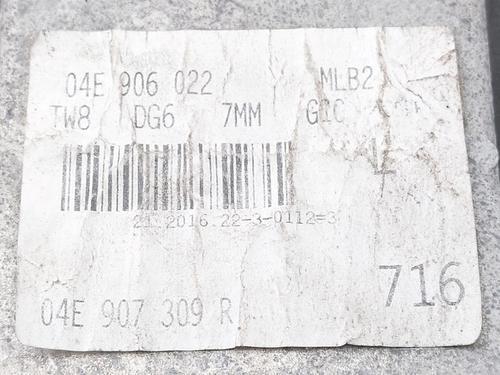 04E 906 022 MLB2
TW8 DG6 7MM G1C
21.2016.22-3-0112=3
716
04E 907 309 R